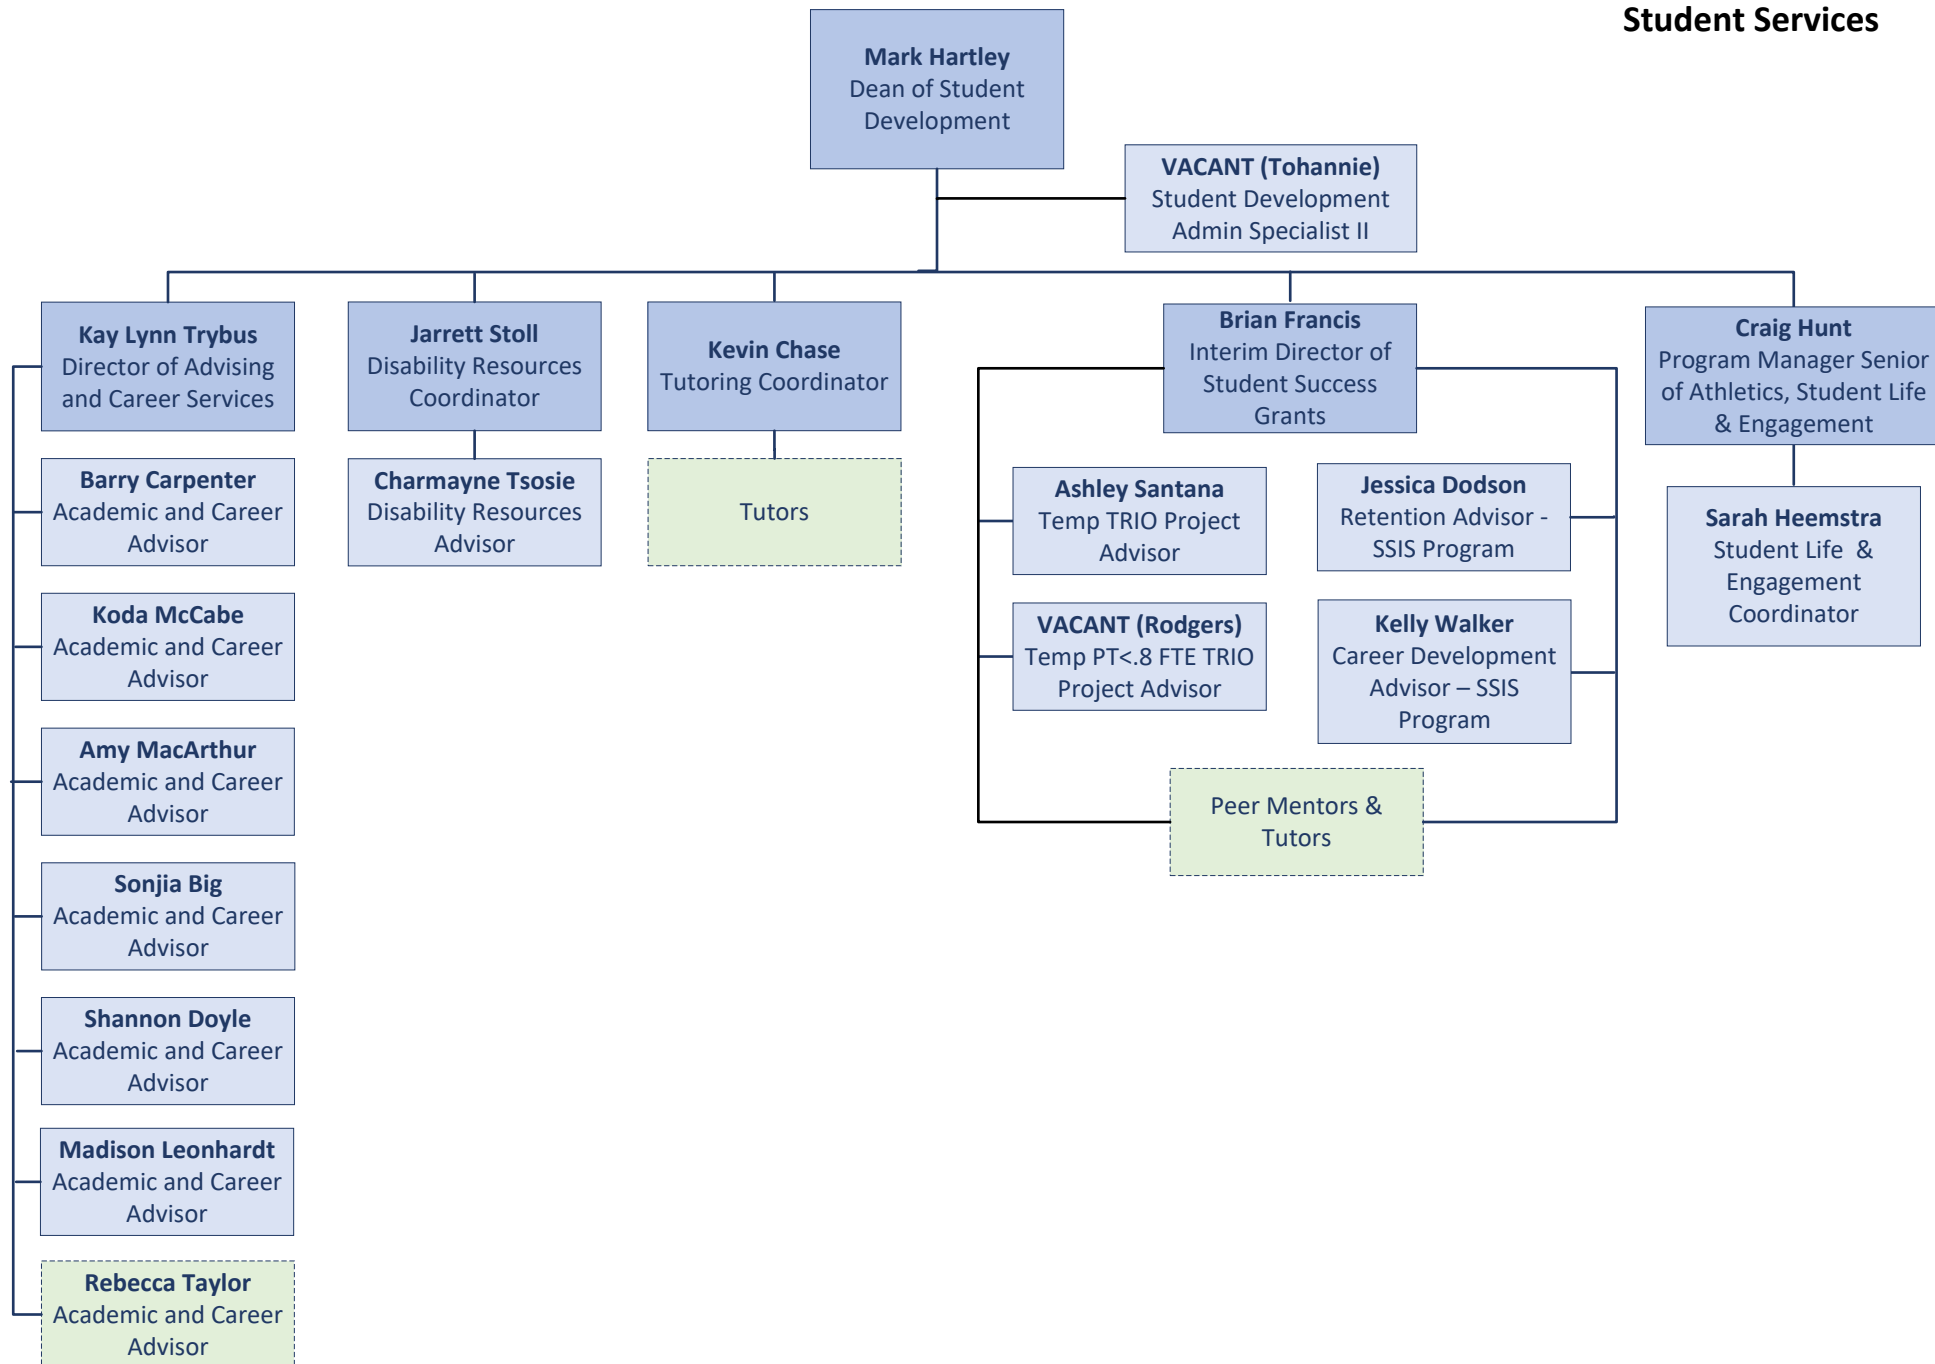 Student Services
Mark Hartley
Dean of Student
Development
VACANT (Tohannie)
Student Development
Admin Specialist II
Kay Lynn Trybus
Director of Advising
and Career Services
Jarrett Stoll
Disability Resources
Coordinator
Kevin Chase
Tutoring Coordinator
Brian Francis
Interim Director of
Student Success
Grants
Craig Hunt
Program Manager Senior
of Athletics, Student Life
& Engagement
Barry Carpenter
Academic and Career
Advisor
Koda McCabe
Academic and Career
Advisor
Amy MacArthur
Academic and Career
Advisor
Sonjia Big
Academic and Career
Advisor
Shannon Doyle
Academic and Career
Advisor
Madison Leonhardt
Academic and Career
Advisor
Rebecca Taylor
Academic and Career
Advisor
Charmayne Tsosie
Disability Resources
Advisor
Tutors
Ashley Santana
Temp TRIO Project
Advisor
VACANT (Rodgers)
Temp PT<.8 FTE TRIO
Project Advisor
Jessica Dodson
Retention Advisor -
SSIS Program
Kelly Walker
Career Development
Advisor – SSIS
Program
Peer Mentors &
Tutors
Sarah Heemstra
Student Life &
Engagement
Coordinator